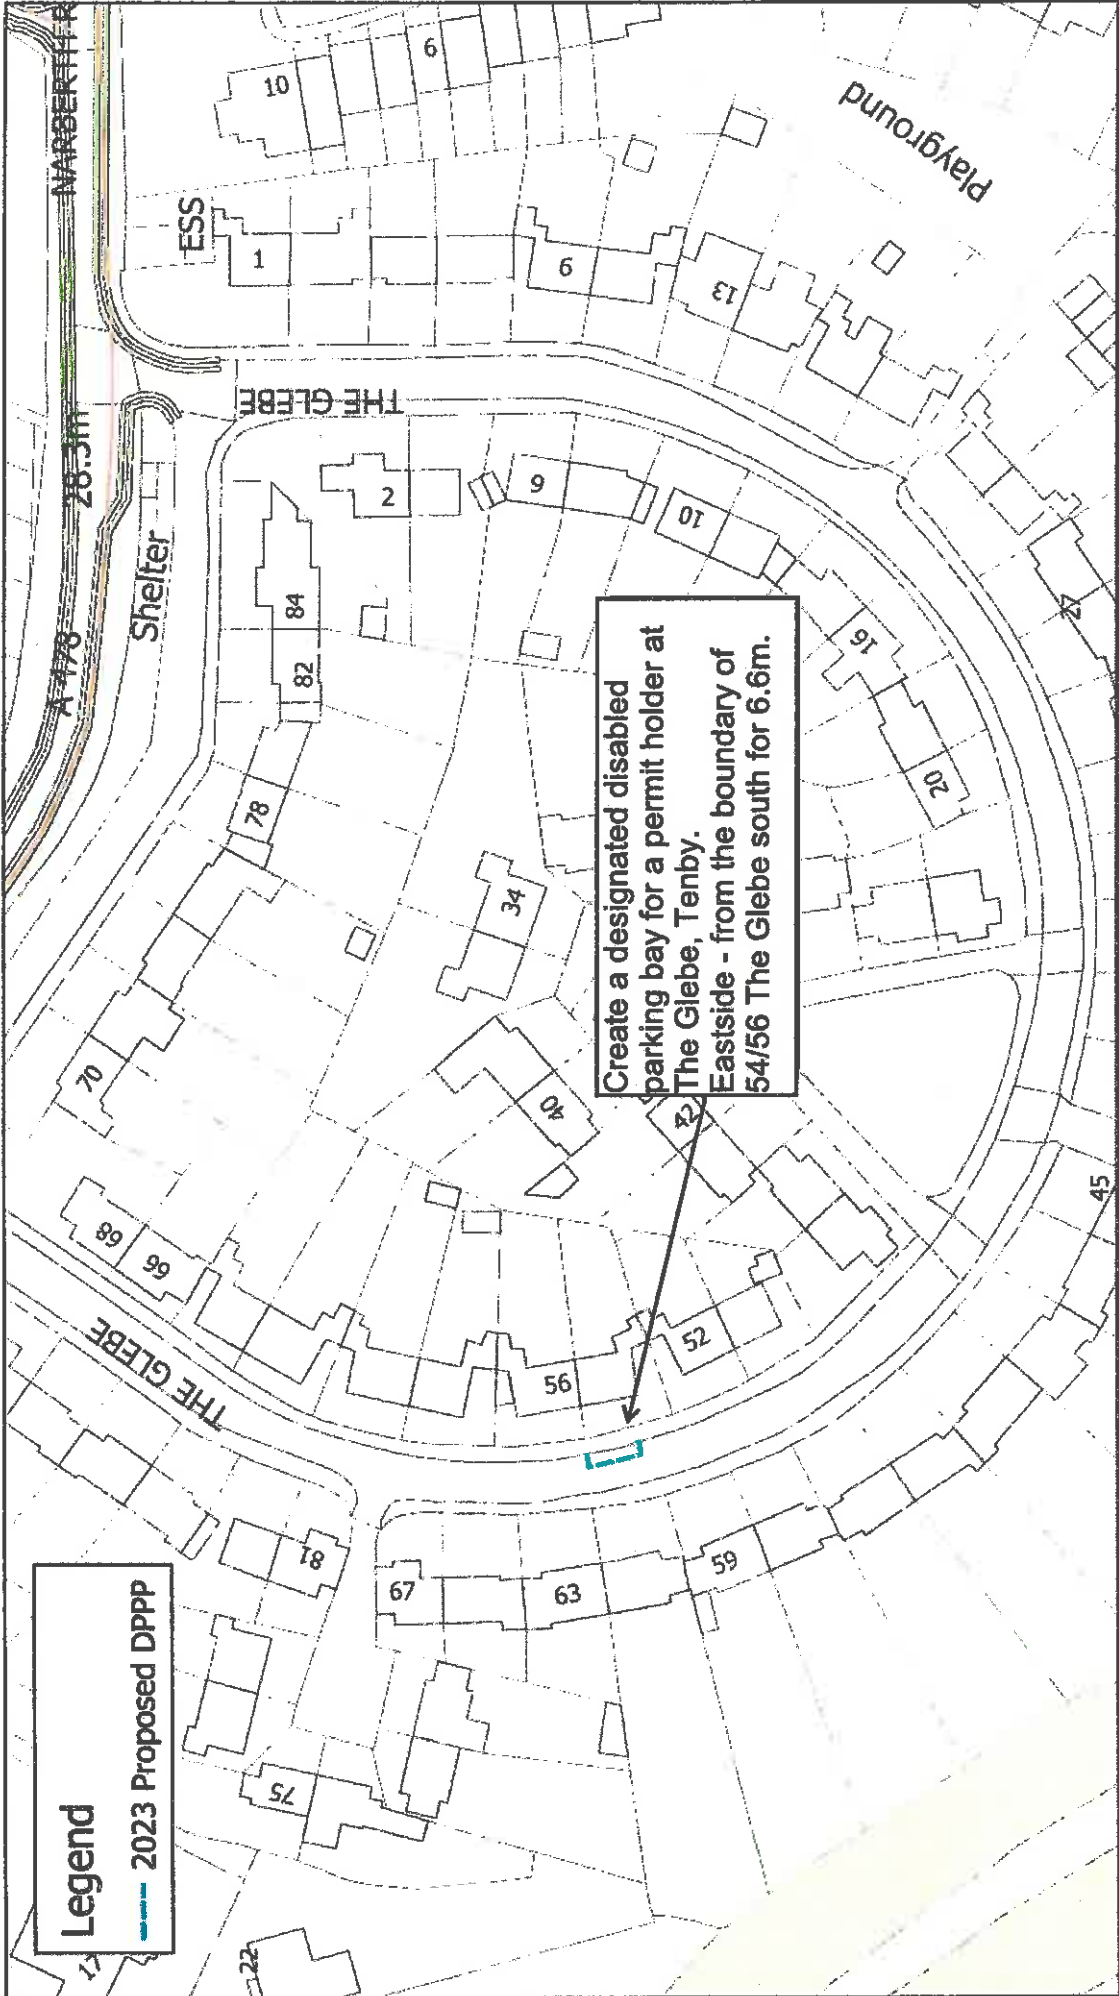 Legend
2023 Proposed DPPP
Create a designated disabled
parking bay for a permit holder at
The Glebe, Tenby.
Eastside - from the boundary of
54/56 The Glebe south for 6.6m.
A 478
28.3m
NARBERTH R
Shelter
ESS
THE GLEBE
THE GLEBE
Playground
10
6
1
6
13
2
9
10
16
20
27
84
82
78
34
70
40
42
68
66
56
52
45
81
67
63
59
75
22